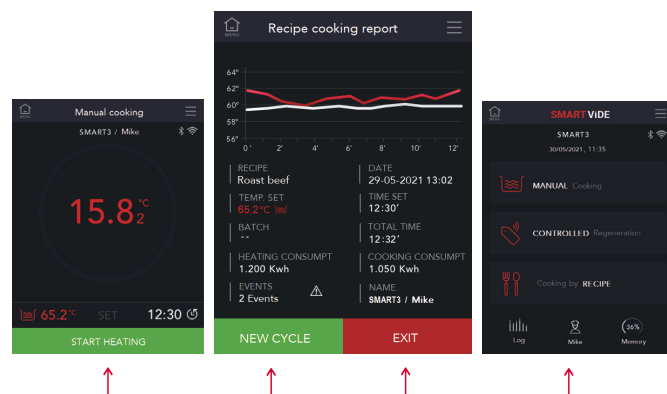 MENU
Manual cooking
SMART3 / Mike
15.8 °C
2
65.2°C SET 12:30
START HEATING
MENU
Recipe cooking report
64°
62°
60°
58°
56°
0' 2' 4' 6' 8' 10' 12'
RECIPE
Roast beef
DATE
29-05-2021 13:02
TEMP. SET
65.2°C
TIME SET
12:30'
BATCH
--
TOTAL TIME
12:32'
HEATING CONSUMPT
1.200 Kwh
COOKING CONSUMPT
1.050 Kwh
EVENTS
2 Events
NAME
SMART3 / Mike
NEW CYCLE
EXIT
MENU
SMART ViDE
SMART3
30/05/2021, 11:35
MANUAL Cooking
CONTROLLED Regeneration
Cooking by RECIPE
Log
Mike
26%
Memory